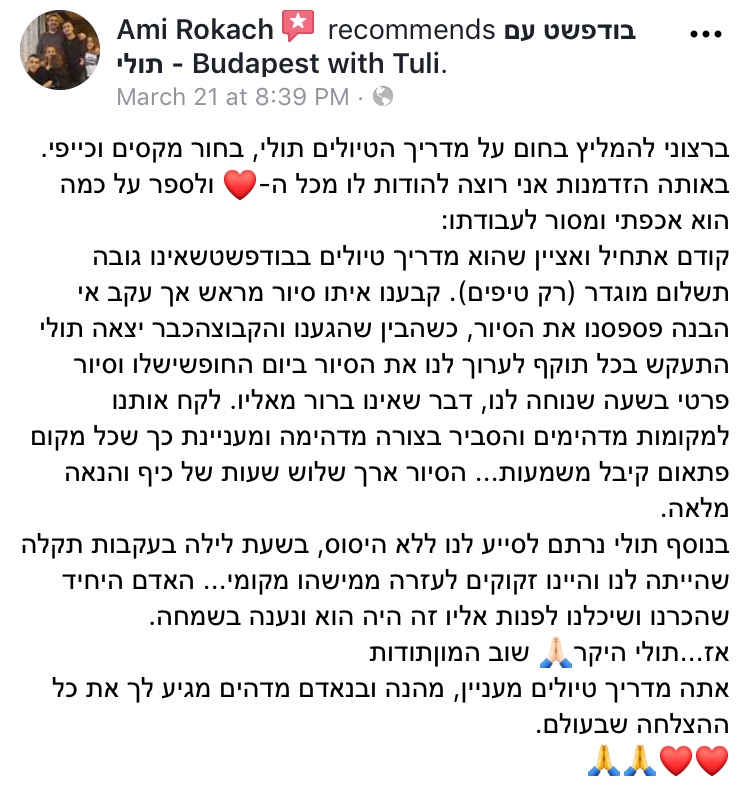 Ami Rokach recommends בודפשט עם
תולי - Budapest with Tuli.
March 21 at 8:39 PM ·
ברצוני להמליץ בחום על מדריך הטיולים תולי, בחור מקסים וכייפי.
באותה הזדמנות אני רוצה להודות לו מכל ה-❤️ ולספר על כמה
הוא אכפתי ומסור לעבודתו:
קודם אתחיל ואציין שהוא מדריך טיולים בבודפשטשאינו גובה
תשלום מוגדר (רק טיפים). קבענו איתו סיור מראש אך עקב אי
הבנה פספסנו את הסיור, כשהבין שהגענו והקבוצהכבר יצאה תולי
התעקש בכל תוקף לערוך לנו את הסיור ביום החופשישלו וסיור
פרטי בשעה שנוחה לנו, דבר שאינו ברור מאליו. לקח אותנו
למקומות מדהימים והסביר בצורה מדהימה ומעניינת כך שכל מקום
פתאום קיבל משמעות... הסיור ארך שלוש שעות של כיף והנאה
מלאה.
בנוסף תולי נרתם לסייע לנו ללא היסוס, בשעת לילה בעקבות תקלה
שהייתה לנו והיינו זקוקים לעזרה ממישהו מקומי... האדם היחיד
שהכרנו ושיכלנו לפנות אליו זה היה הוא ונענה בשמחה.
אז...תולי היקר🙏🏻 שוב המוןתודות
אתה מדריך טיולים מעניין, מהנה ובנאדם מדהים מגיע לך את כל
ההצלחה שבעולם.
❤️❤️🙏🙏